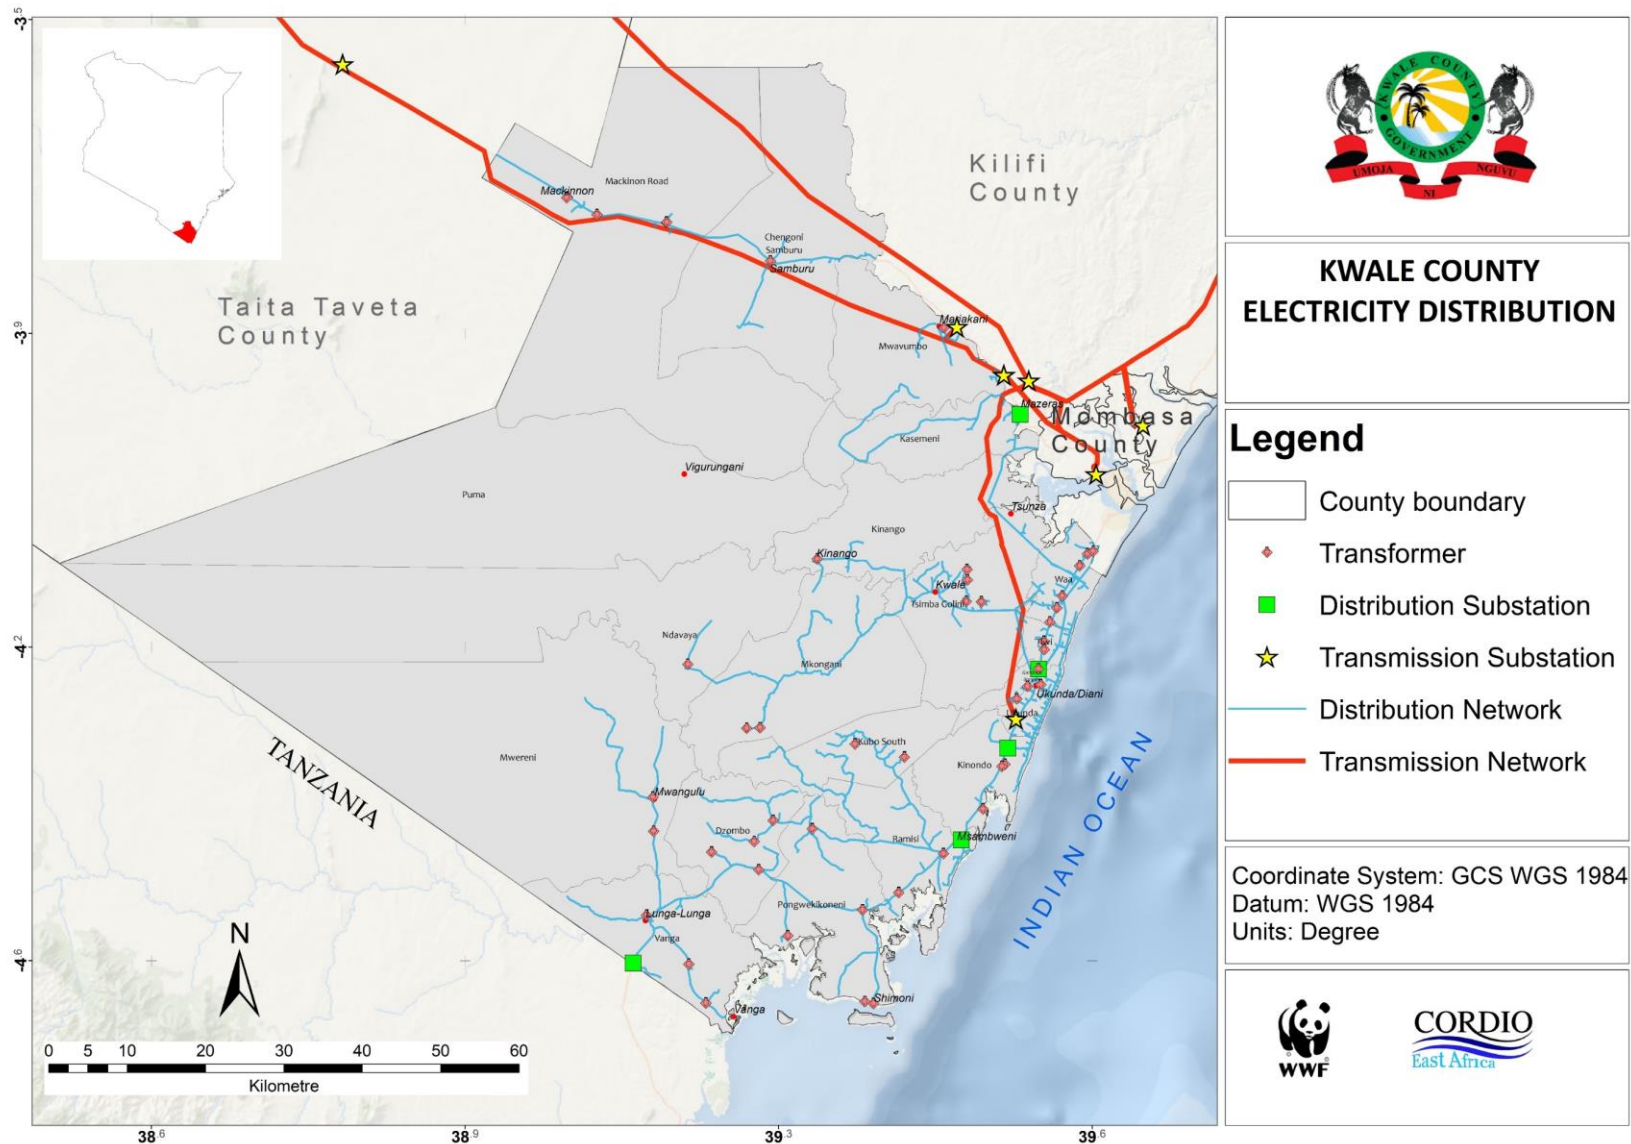 -3.5
-3.9
-4.2
-4.6
38.6
38.9
39.3
39.6
Kilifi
County
Taita Taveta
County
Mombasa
County
TANZANIA
INDIAN OCEAN
Mackinnon
Mackinon Road
Chengoni
Samburu
Samburu
Mariakani
Mwavumbo
Mazeras
Kasemeni
Vigurungani
Puma
Tsunza
Kinango
Kinango
Kwale
Waa
Tsimba Golini
Ndavaya
Mkongani
Ukunda/Diani
Mwereni
Kubo South
Kinondo
Mwangulu
Dzombo
Ramisi
Msambweni
Pongwekikoneni
Lunga-Lunga
Vanga
Shimoni
Vanga
N
0 5 10 20 30 40 50 60
Kilometre
KWALE COUNTY
GOVERNMENT
UMOJA
NI
NGUVU
KWALE COUNTY
ELECTRICITY DISTRIBUTION
Legend
County boundary
Transformer
Distribution Substation
Transmission Substation
Distribution Network
Transmission Network
Coordinate System: GCS WGS 1984
Datum: WGS 1984
Units: Degree
WWF
CORDIO
East Africa